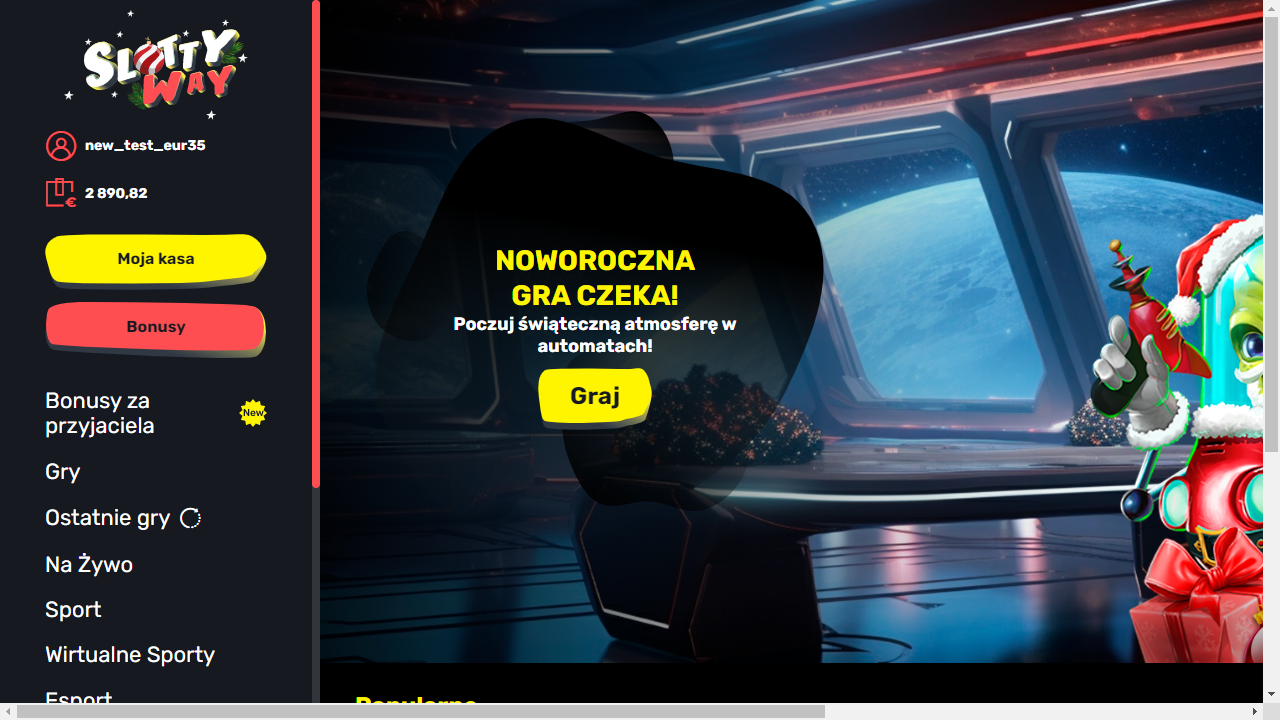 SLOTTY
WAY
new_test_eur35
2 890,82
Moja kasa
Bonusy
Bonusy za
przyjaciela
New
Gry
Ostatnie gry
Na Żywo
Sport
Wirtualne Sporty
Esport
NOWOROCZNA
GRA CZEKA!
Poczuj świąteczną atmosferę w
automatach!
Graj
Popularne